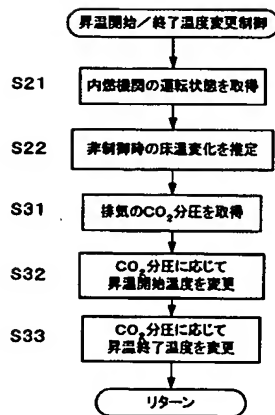 昇温開始／終了温度変更制御
S21
内燃機関の運転状態を取得
S22
非制御時の床温変化を推定
S31
排気のCO₂分圧を取得
S32
CO₂分圧に応じて
昇温開始温度を変更
S33
CO₂分圧に応じて
昇温終了温度を変更
リターン